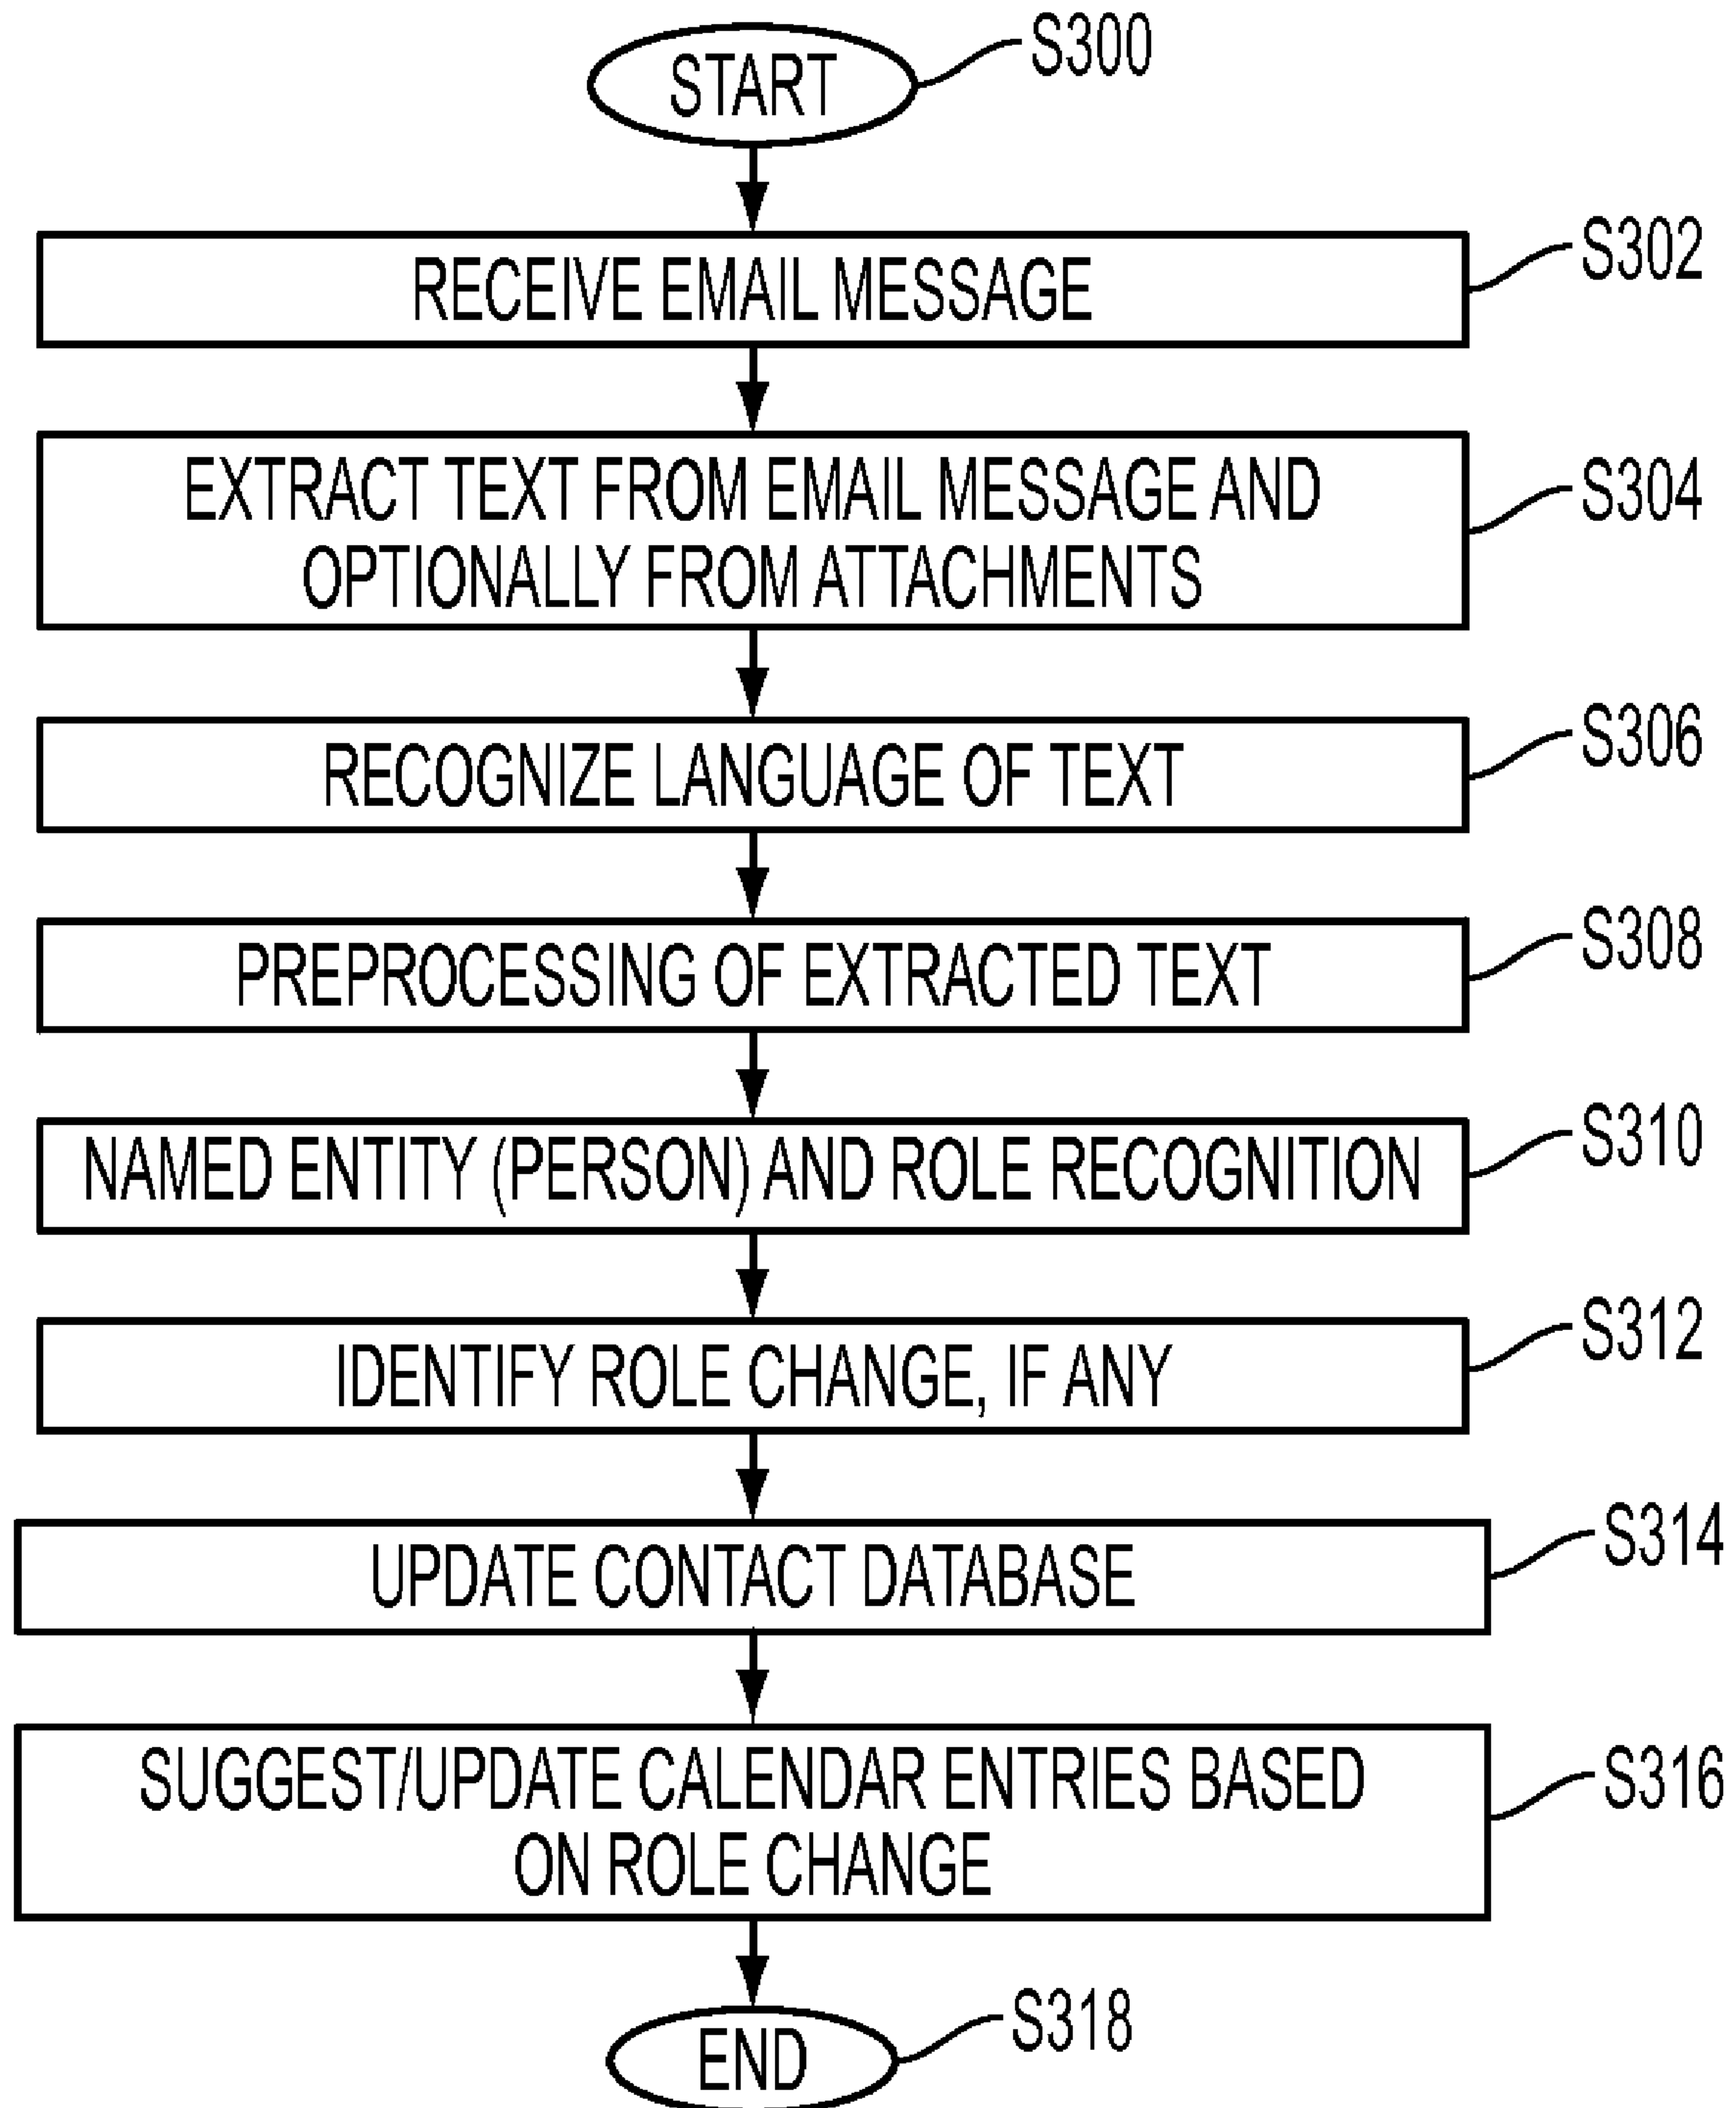 START
S300
RECEIVE EMAIL MESSAGE
S302
EXTRACT TEXT FROM EMAIL MESSAGE AND
OPTIONALLY FROM ATTACHMENTS
S304
RECOGNIZE LANGUAGE OF TEXT
S306
PREPROCESSING OF EXTRACTED TEXT
S308
NAMED ENTITY (PERSON) AND ROLE RECOGNITION
S310
IDENTIFY ROLE CHANGE, IF ANY
S312
UPDATE CONTACT DATABASE
S314
SUGGEST/UPDATE CALENDAR ENTRIES BASED
ON ROLE CHANGE
S316
END
S318